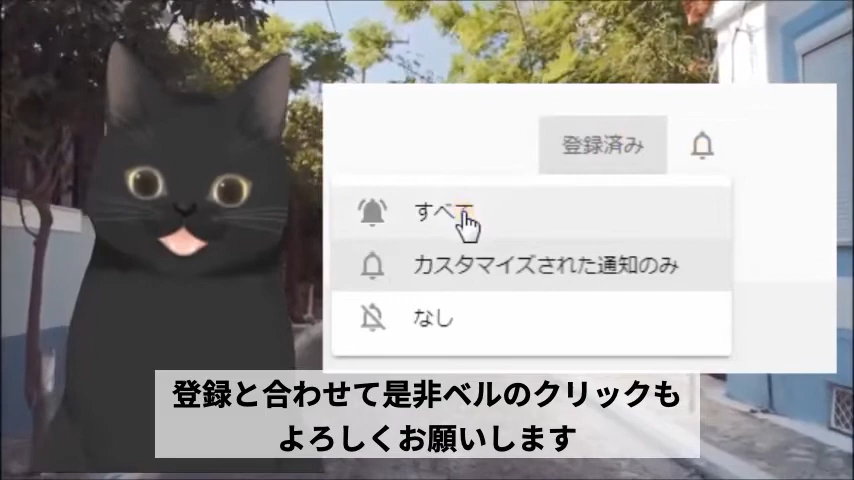 登録済み
すべて
カスタマイズされた通知のみ
なし
登録と合わせて是非ベルのクリックも
よろしくお願いします